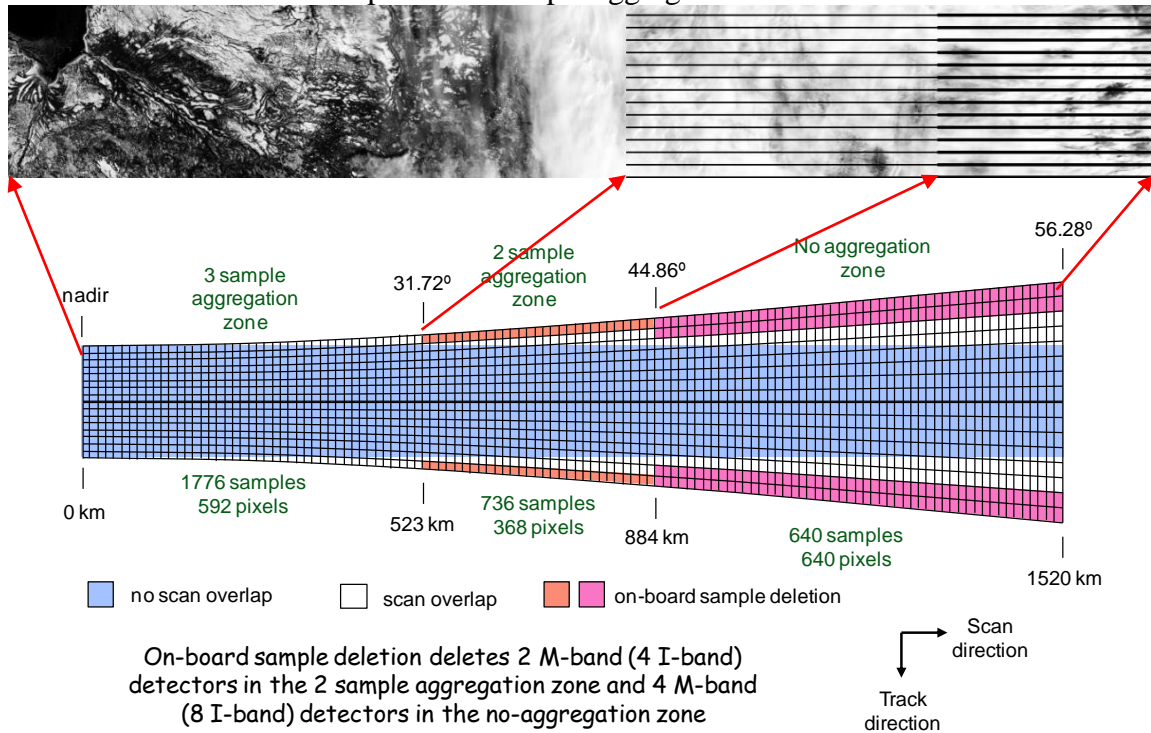 3 sample
aggregation
zone
2 sample
aggregation
zone
No aggregation
zone
nadir
31.72º
44.86º
56.28º
0 km
1776 samples
592 pixels
523 km
736 samples
368 pixels
884 km
640 samples
640 pixels
1520 km
no scan overlap
scan overlap
on-board sample deletion
On-board sample deletion deletes 2 M-band (4 I-band)
detectors in the 2 sample aggregation zone and 4 M-band
(8 I-band) detectors in the no-aggregation zone
Scan
direction
Track
direction